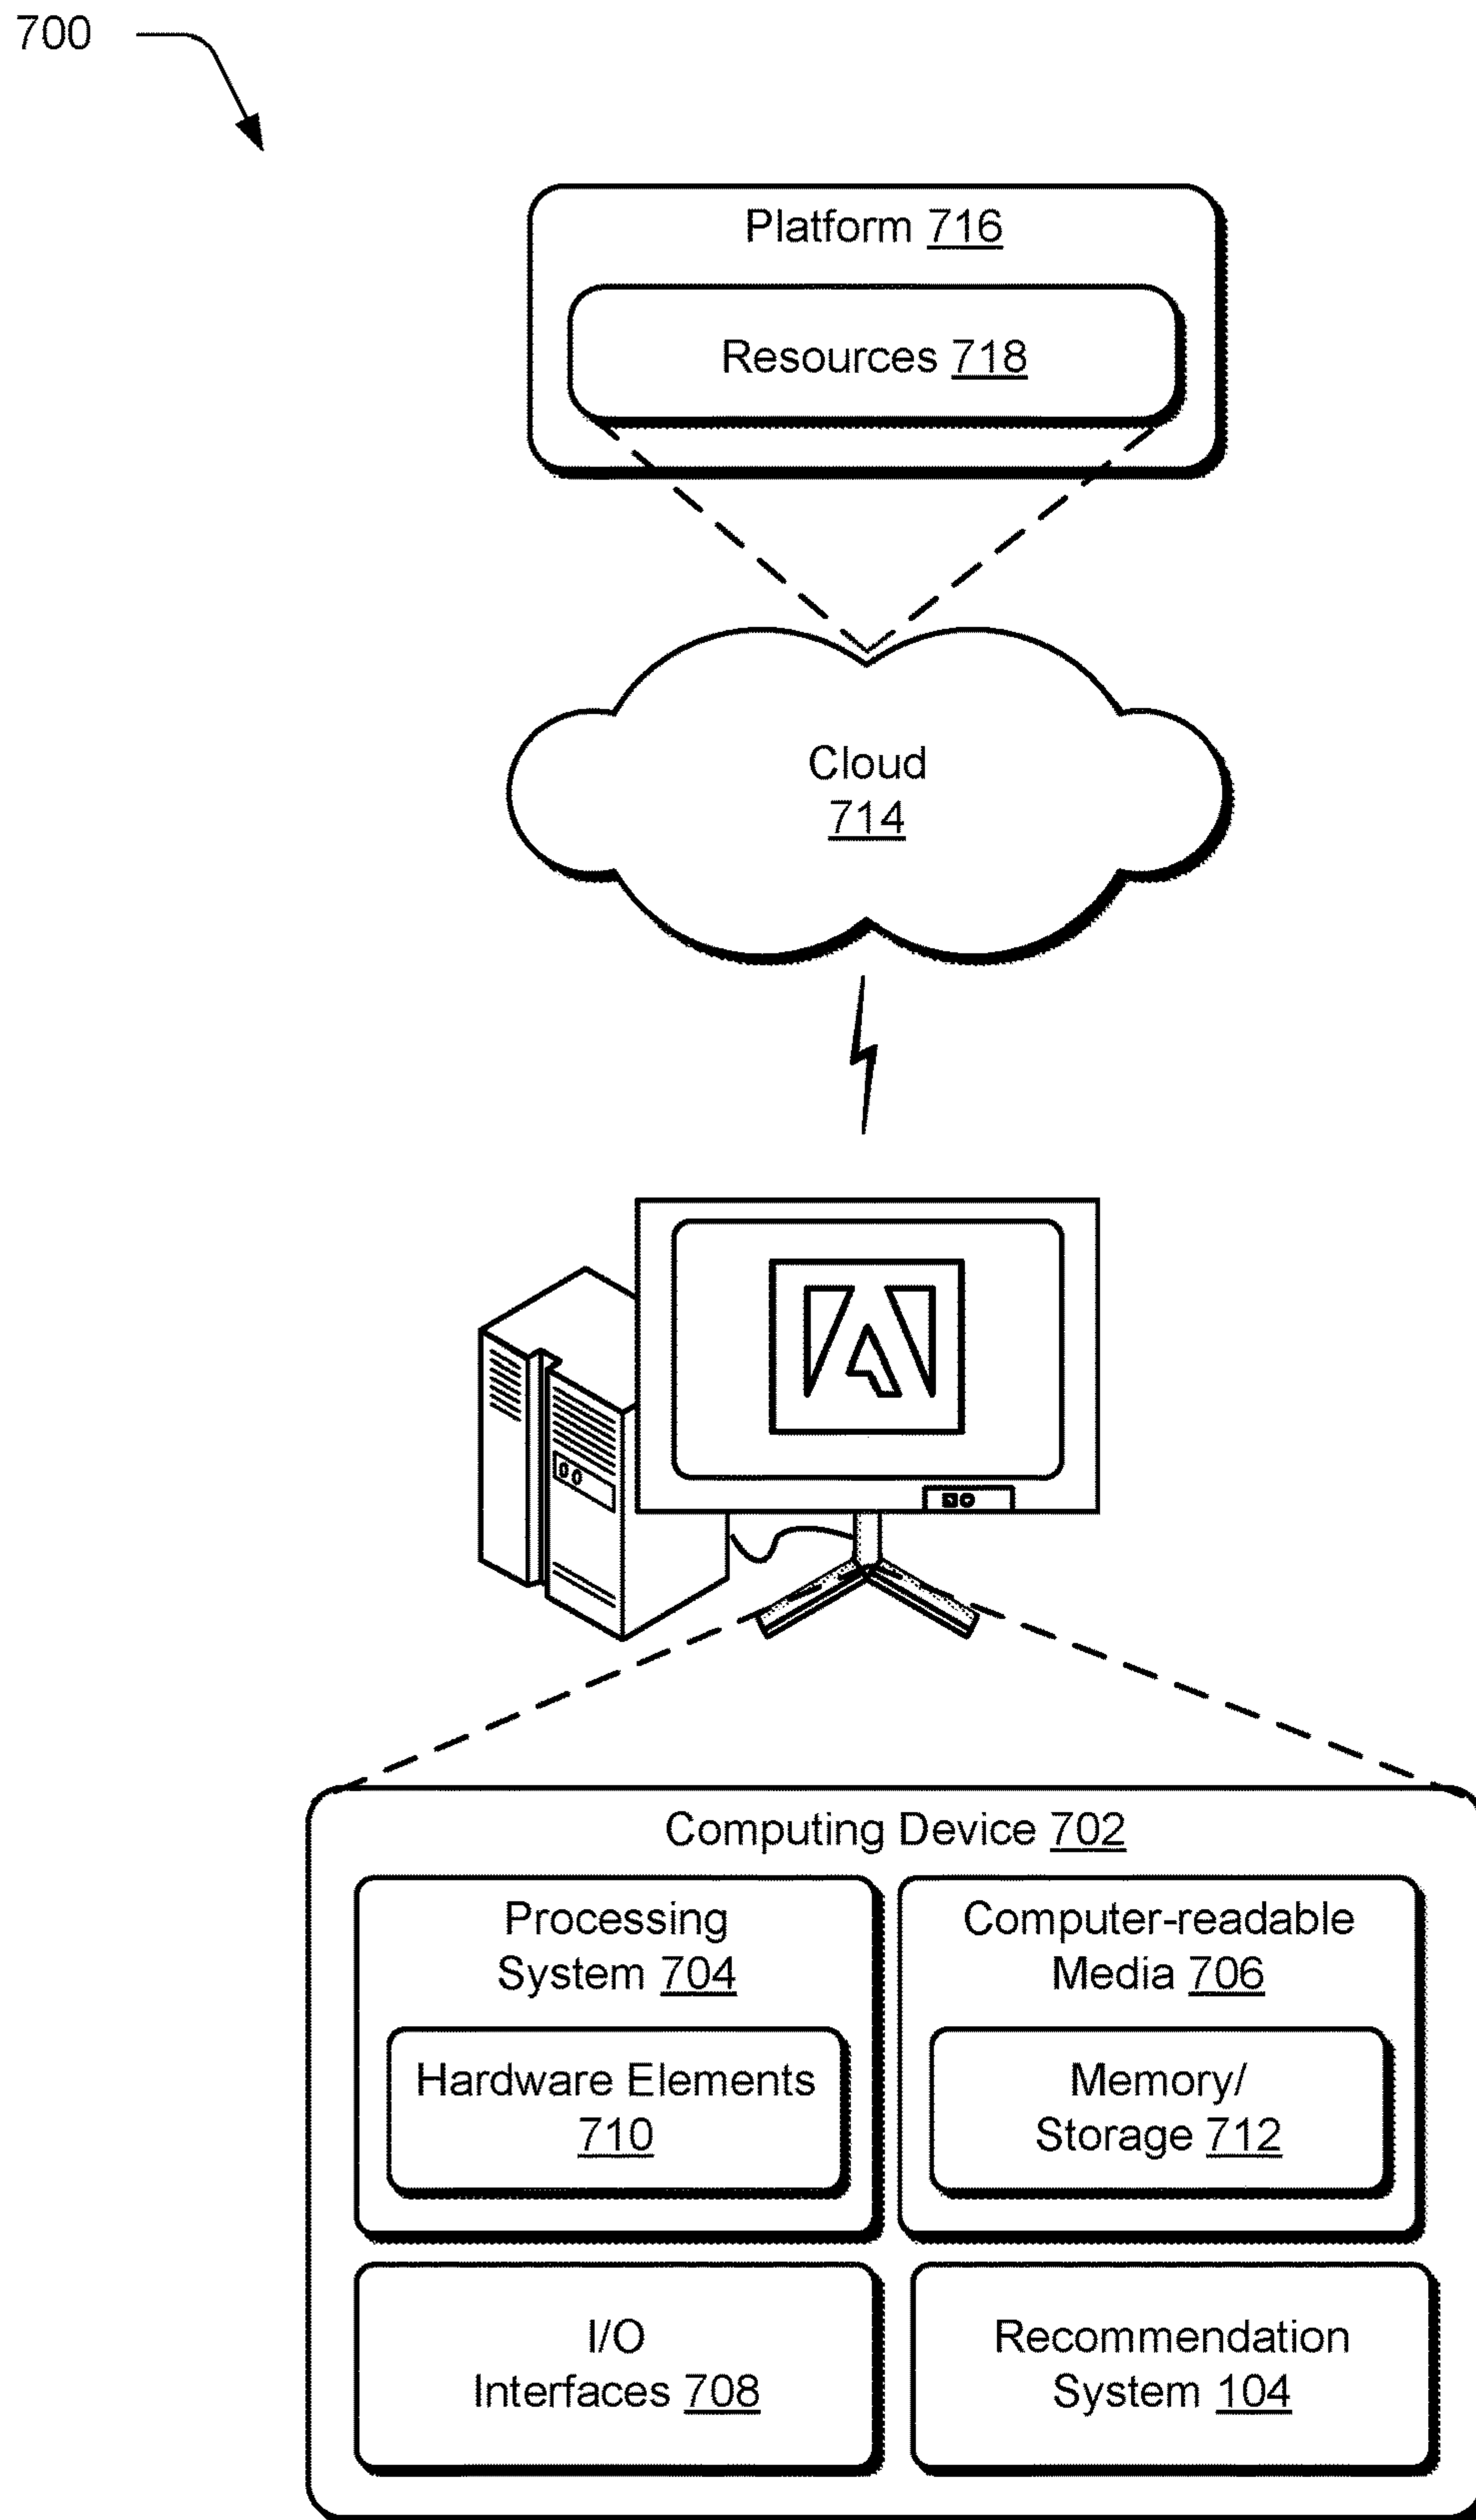 700
Platform 716
Resources 718
Cloud
714
Computing Device 702
Processing
System 704
Hardware Elements
710
Computer-readable
Media 706
Memory/
Storage 712
I/O
Interfaces 708
Recommendation
System 104